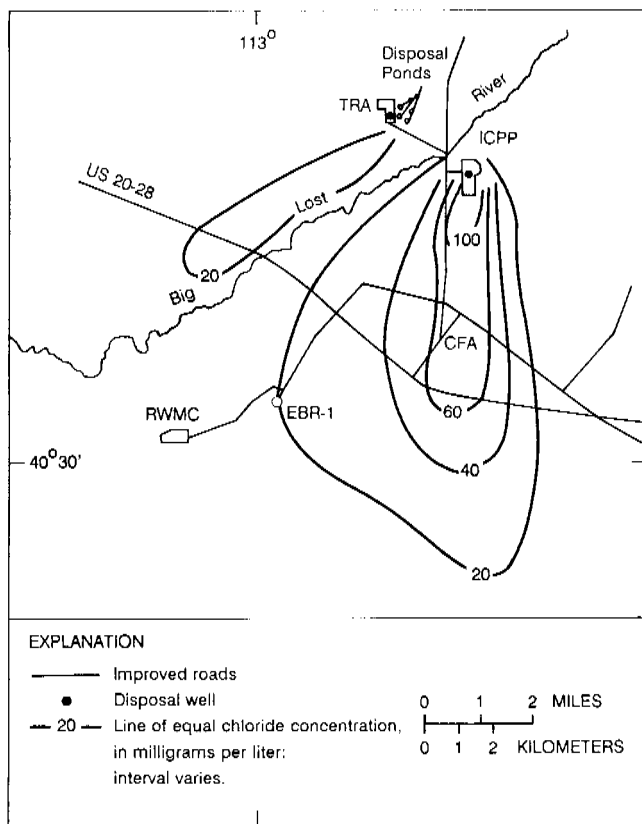 113°
Disposal
Ponds
TRA
River
ICPP
US 20-28
Lost
100
20
Big
CFA
RWMC
EBR-1
60
40°30'
40
20
EXPLANATION
Improved roads
Disposal well
20 Line of equal chloride concentration,
in milligrams per liter:
interval varies.
0 1 2 MILES
0 1 2 KILOMETERS